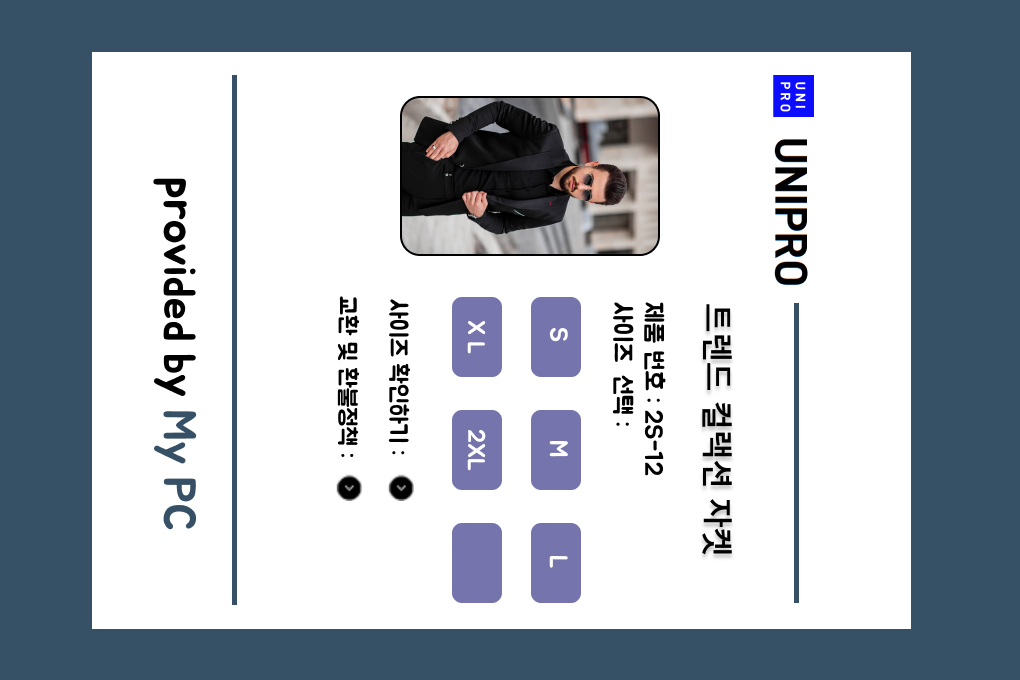 UNI
PRO
UNIPRO
트렌드 컬랙션 자켓
제품 번호 : 2S-12
사이즈 선택 :
S M L
XL 2XL
사이즈 확인하기 :
교환 및 환불정책 :
provided by My PC